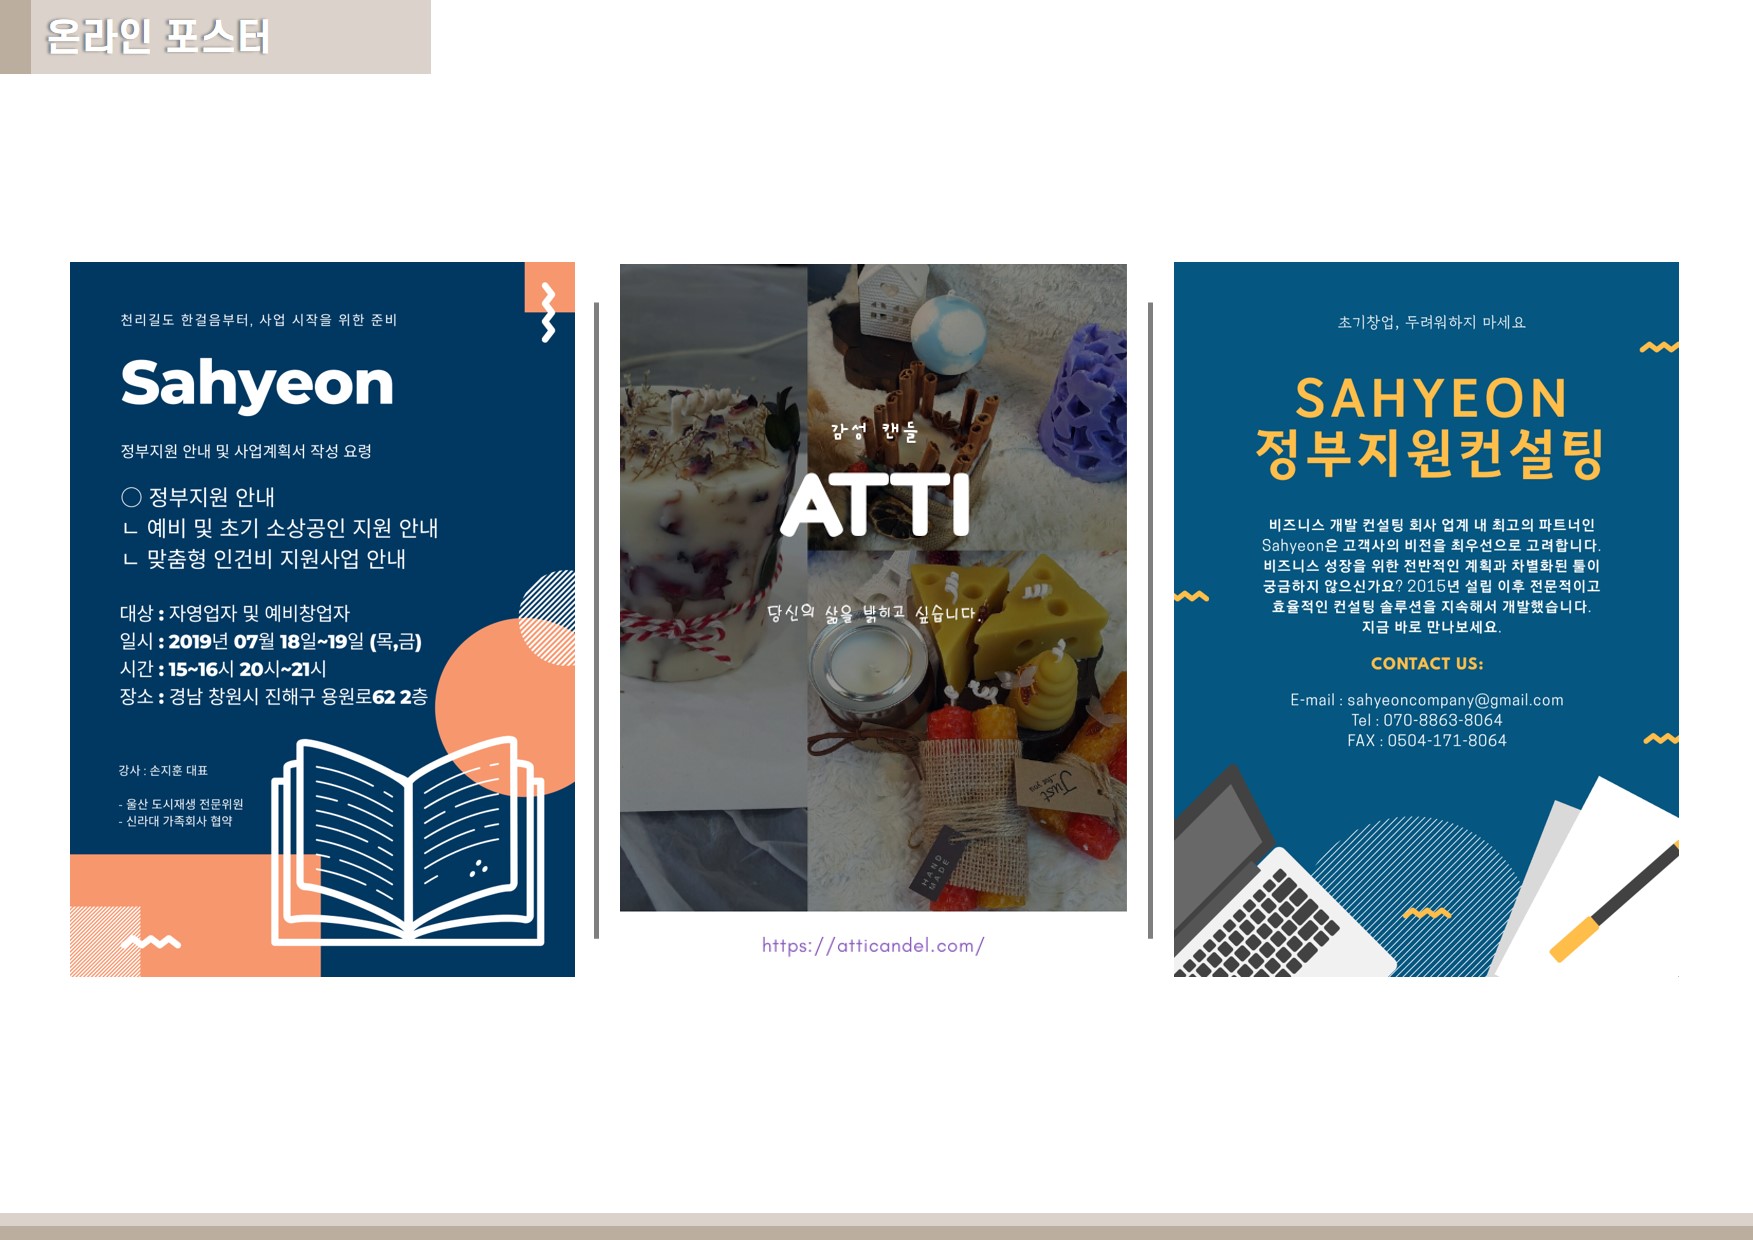 온라인 포스터
천리길도 한걸음부터, 사업 시작을 위한 준비
Sahyeon
정부지원 안내 및 사업계획서 작성 요령
○ 정부지원 안내
ㄴ 예비 및 초기 소상공인 지원 안내
ㄴ 맞춤형 인건비 지원사업 안내
대상 : 자영업자 및 예비창업자
일시 : 2019년 07월 18일~19일 (목,금)
시간 : 15~16시 20시~21시
장소 : 경남 창원시 진해구 용원로62 2층
강사 : 손지훈 대표
- 울산 도시재생 전문위원
- 신라대 가족회사 협약
감성 캔들
ATTI
당신의 삶을 밝히고 싶습니다.
Just
for you
HAND
MADE
https://atticandel.com/
초기창업, 두려워하지 마세요
SAHYEON
정부지원컨설팅
비즈니스 개발 컨설팅 회사 업계 내 최고의 파트너인
Sahyeon은 고객사의 비전을 최우선으로 고려합니다.
비즈니스 성장을 위한 전반적인 계획과 차별화된 툴이
궁금하지 않으신가요? 2015년 설립 이후 전문적이고
효율적인 컨설팅 솔루션을 지속해서 개발했습니다.
지금 바로 만나보세요.
CONTACT US:
E-mail : sahyeoncompany@gmail.com
Tel : 070-8863-8064
FAX : 0504-171-8064